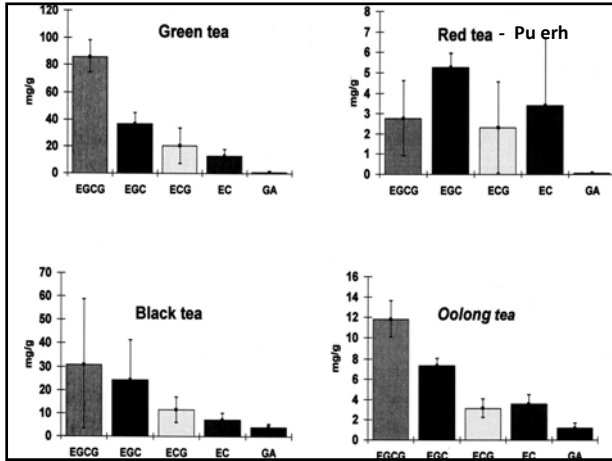 Green tea
mg/g
120
100
80
60
40
20
0
EGCG EGC ECG EC GA
Red tea - Pu erh
mg/g
8
7
6
5
4
3
2
1
0
EGCG EGC ECG EC GA
Black tea
mg/g
70
60
50
40
30
20
10
0
EGCG EGC ECG EC GA
Oolong tea
mg/g
16
14
12
10
8
6
4
2
0
EGCG EGC ECG EC GA